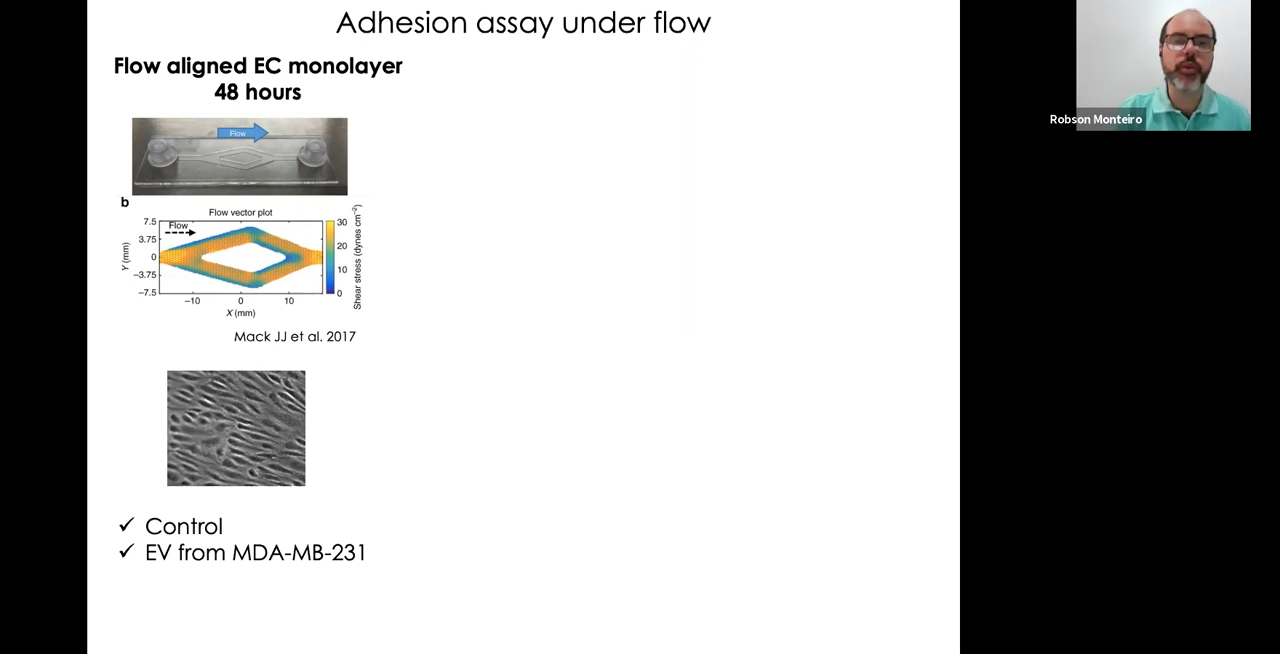 Adhesion assay under flow
Flow aligned EC monolayer
48 hours
Flow
b
Flow vector plot
Flow
7.5
3.75
0
−3.75
−7.5
Y (mm)
−10
0
10
X (mm)
30
20
10
0
Shear stress (dynes cm⁻²)
Mack JJ et al. 2017
✓ Control
✓ EV from MDA-MB-231
Robson Monteiro